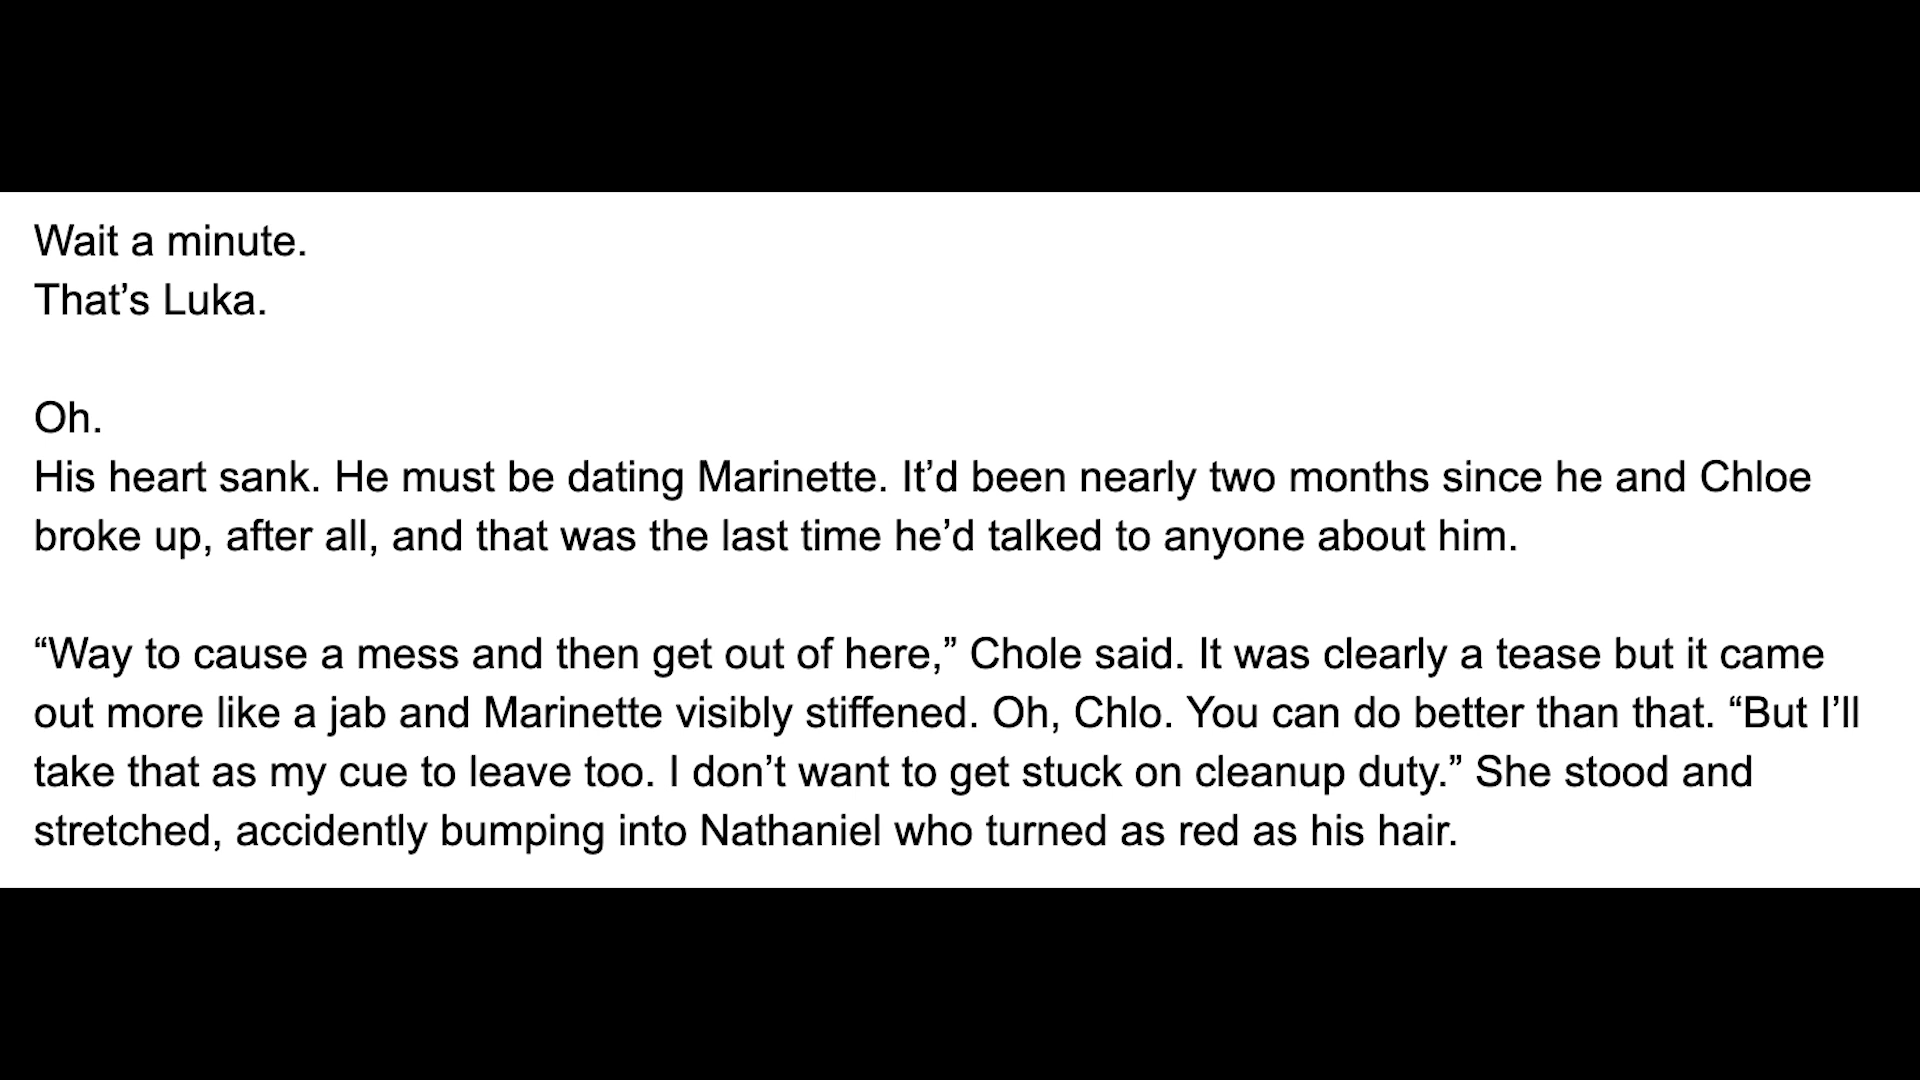 Wait a minute.
That’s Luka.
Oh.
His heart sank. He must be dating Marinette. It’d been nearly two months since he and Chloe
broke up, after all, and that was the last time he’d talked to anyone about him.
“Way to cause a mess and then get out of here,” Chole said. It was clearly a tease but it came
out more like a jab and Marinette visibly stiffened. Oh, Chlo. You can do better than that. “But I’ll
take that as my cue to leave too. I don’t want to get stuck on cleanup duty.” She stood and
stretched, accidently bumping into Nathaniel who turned as red as his hair.